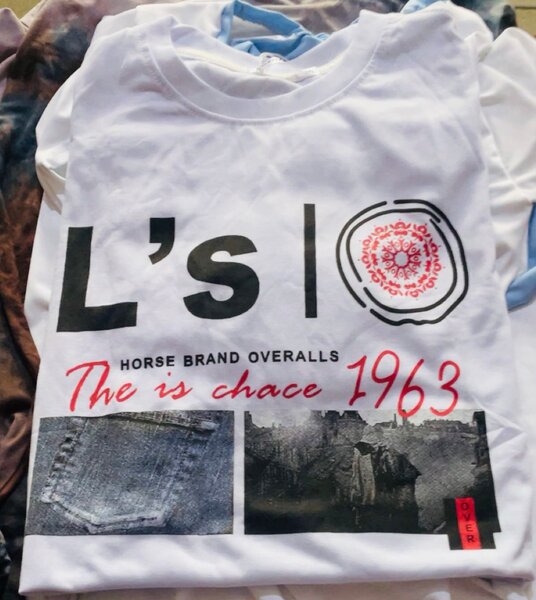 L's
HORSE BRAND OVERALLS
The is chace 1963
OVER